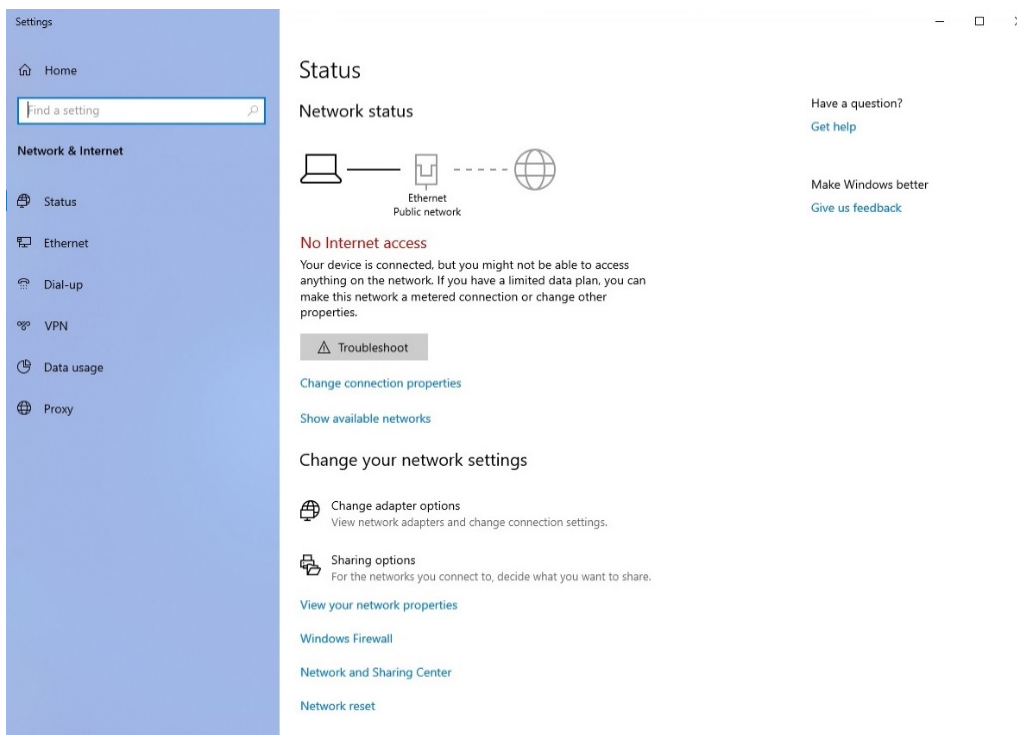 Settings
Home
Find a setting
Network & Internet
Status
Ethernet
Dial-up
VPN
Data usage
Proxy
Status
Network status
Ethernet
Public network
No Internet access
Your device is connected, but you might not be able to access
anything on the network. If you have a limited data plan, you can
make this network a metered connection or change other
properties.
Troubleshoot
Change connection properties
Show available networks
Change your network settings
Change adapter options
View network adapters and change connection settings.
Sharing options
For the networks you connect to, decide what you want to share.
View your network properties
Windows Firewall
Network and Sharing Center
Network reset
Have a question?
Get help
Make Windows better
Give us feedback